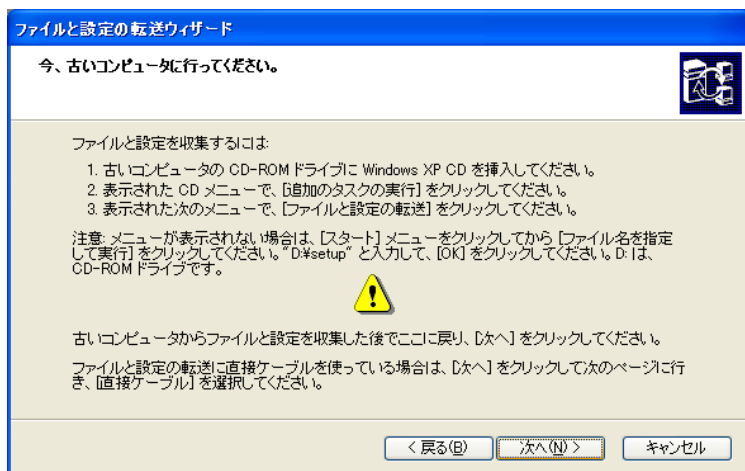 ファイルと設定の転送ウィザード
今、古いコンピュータに行ってください。
ファイルと設定を収集するには:
1. 古いコンピュータの CD-ROM ドライブに Windows XP CD を挿入してください。
2. 表示された CD メニューで、[追加のタスクの実行] をクリックしてください。
3. 表示された次のメニューで、[ファイルと設定の転送] をクリックしてください。
注意: メニューが表示されない場合は、[スタート] メニューをクリックしてから [ファイル名を指定
して実行] をクリックしてください。"D:¥setup" と入力して、[OK] をクリックしてください。D: は、
CD-ROM ドライブです。
古いコンピュータからファイルと設定を収集した後でここに戻り、[次へ] をクリックしてください。
ファイルと設定の転送に直接ケーブルを使っている場合は、[次へ] をクリックして次のページに行
き、[直接ケーブル] を選択してください。
< 戻る(B) 次へ(N) > キャンセル